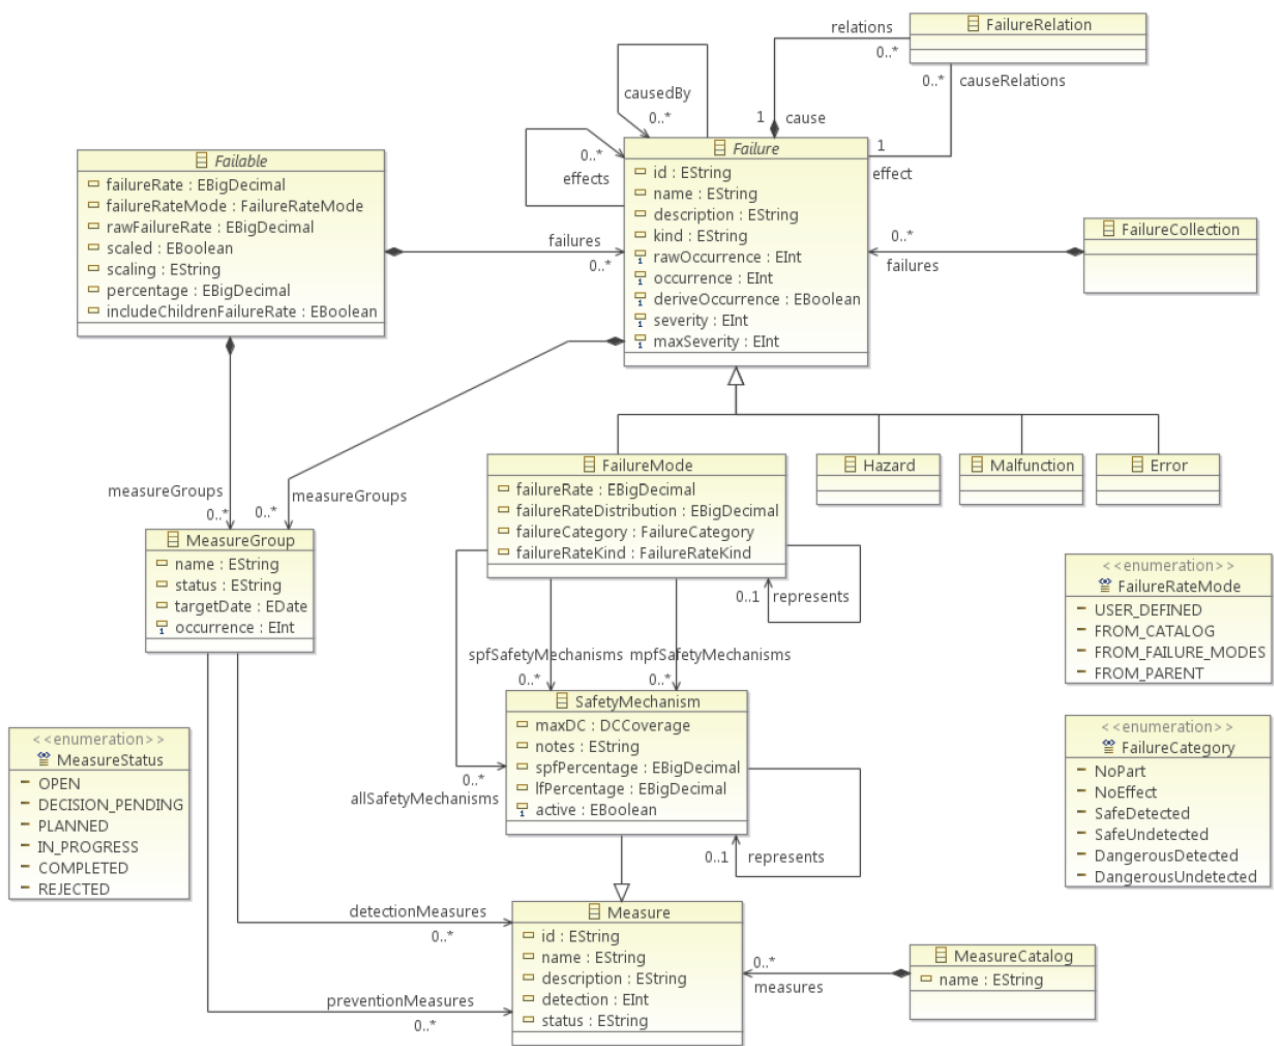 FailureRelation
relations
0..*
0..*
causeRelations
causedBy
0..*
1
cause
Failure
1
effect
0..*
effects
id : EString
name : EString
description : EString
kind : EString
rawOccurrence : EInt
occurrence : EInt
deriveOccurrence : EBoolean
severity : EInt
maxSeverity : EInt
Failable
failureRate : EBigDecimal
failureRateMode : FailureRateMode
rawFailureRate : EBigDecimal
scaled : EBoolean
scaling : EString
percentage : EBigDecimal
includeChildrenFailureRate : EBoolean
failures
0..*
FailureCollection
0..*
failures
measureGroups
0..*
measureGroups
0..*
FailureMode
failureRate : EBigDecimal
failureRateDistribution : EBigDecimal
failureCategory : FailureCategory
failureRateKind : FailureRateKind
Hazard
Malfunction
Error
MeasureGroup
name : EString
status : EString
targetDate : EDate
occurrence : EInt
0..1
represents
<<enumeration>>
FailureRateMode
USER_DEFINED
FROM_CATALOG
FROM_FAILURE_MODES
FROM_PARENT
spfSafetyMechanisms
0..*
mpfSafetyMechanisms
0..*
SafetyMechanism
maxDC : DCCoverage
notes : EString
spfPercentage : EBigDecimal
lfPercentage : EBigDecimal
active : EBoolean
0..*
allSafetyMechanisms
0..1
represents
<<enumeration>>
MeasureStatus
OPEN
DECISION_PENDING
PLANNED
IN_PROGRESS
COMPLETED
REJECTED
<<enumeration>>
FailureCategory
NoPart
NoEffect
SafeDetected
SafeUndetected
DangerousDetected
DangerousUndetected
detectionMeasures
0..*
preventionMeasures
0..*
Measure
id : EString
name : EString
description : EString
detection : EInt
status : EString
0..*
measures
MeasureCatalog
name : EString